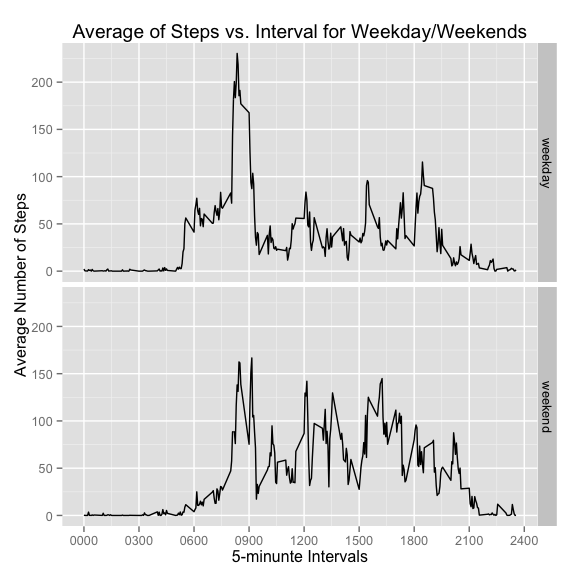 Average of Steps vs. Interval for Weekday/Weekends
Average Number of Steps
200
150
100
50
0
weekday
200
150
100
50
0
weekend
0000 0300 0600 0900 1200 1500 1800 2100 2400
5-minunte Intervals